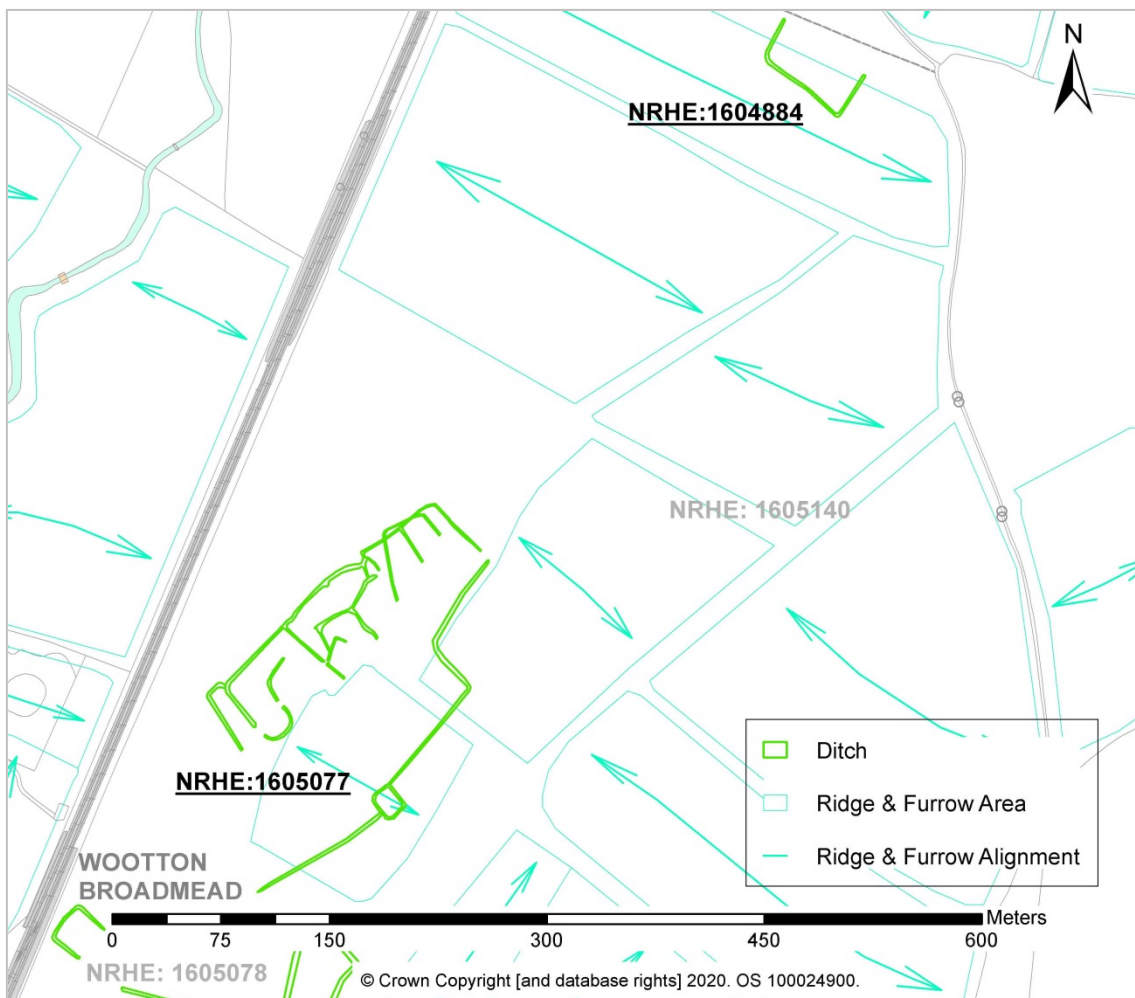 N
NRHE:1604884
NRHE: 1605140
NRHE:1605077
WOOTTON
BROADMEAD
NRHE: 1605078
Ditch
Ridge & Furrow Area
Ridge & Furrow Alignment
Meters
0 75 150 300 450 600
© Crown Copyright [and database rights] 2020. OS 100024900.